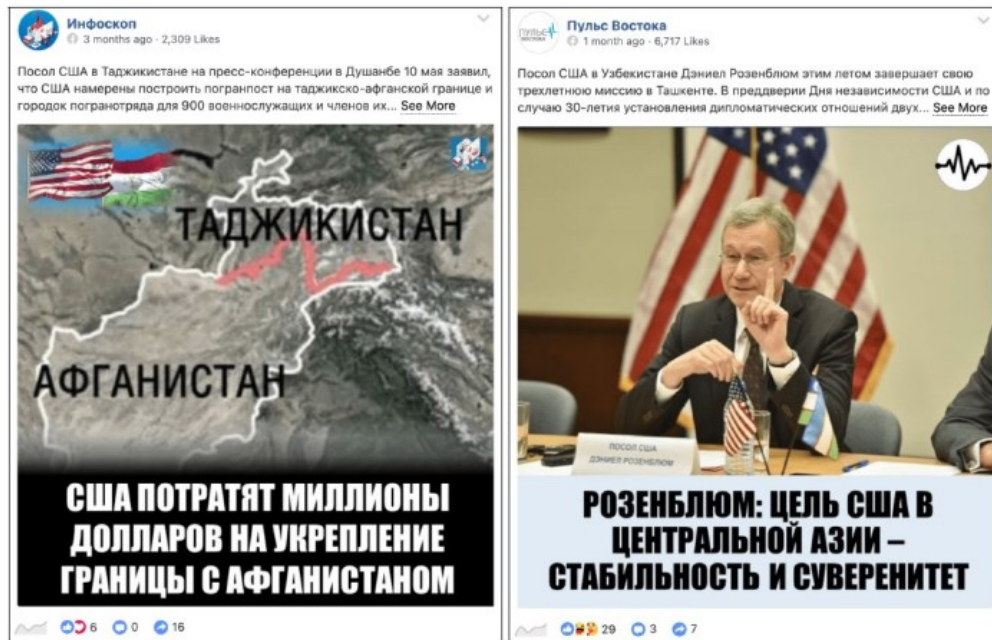 Инфоскоп
3 months ago · 2,309 Likes
Посол США в Таджикистане на пресс-конференции в Душанбе 10 мая заявил,
что США намерены построить погранпост на таджикско-афганской границе и
городок погранотряда для 900 военнослужащих и членов их... See More
ТАДЖИКИСТАН
АФГАНИСТАН
США ПОТРАТЯТ МИЛЛИОНЫ
ДОЛЛАРОВ НА УКРЕПЛЕНИЕ
ГРАНИЦЫ С АФГАНИСТАНОМ
6
0
16
ПУЛЬС
ВОСТОКА
Пульс Востока
1 month ago · 6,717 Likes
Посол США в Узбекистане Дэниел Розенблюм этим летом завершает свою
трехлетнюю миссию в Ташкенте. В преддверии Дня независимости США и по
случаю 30-летия установления дипломатических отношений двух... See More
ПОСОЛ США
ДЭНИЕЛ РОЗЕНБЛЮМ
РОЗЕНБЛЮМ: ЦЕЛЬ США В
ЦЕНТРАЛЬНОЙ АЗИИ –
СТАБИЛЬНОСТЬ И СУВЕРЕНИТЕТ
29
3
7